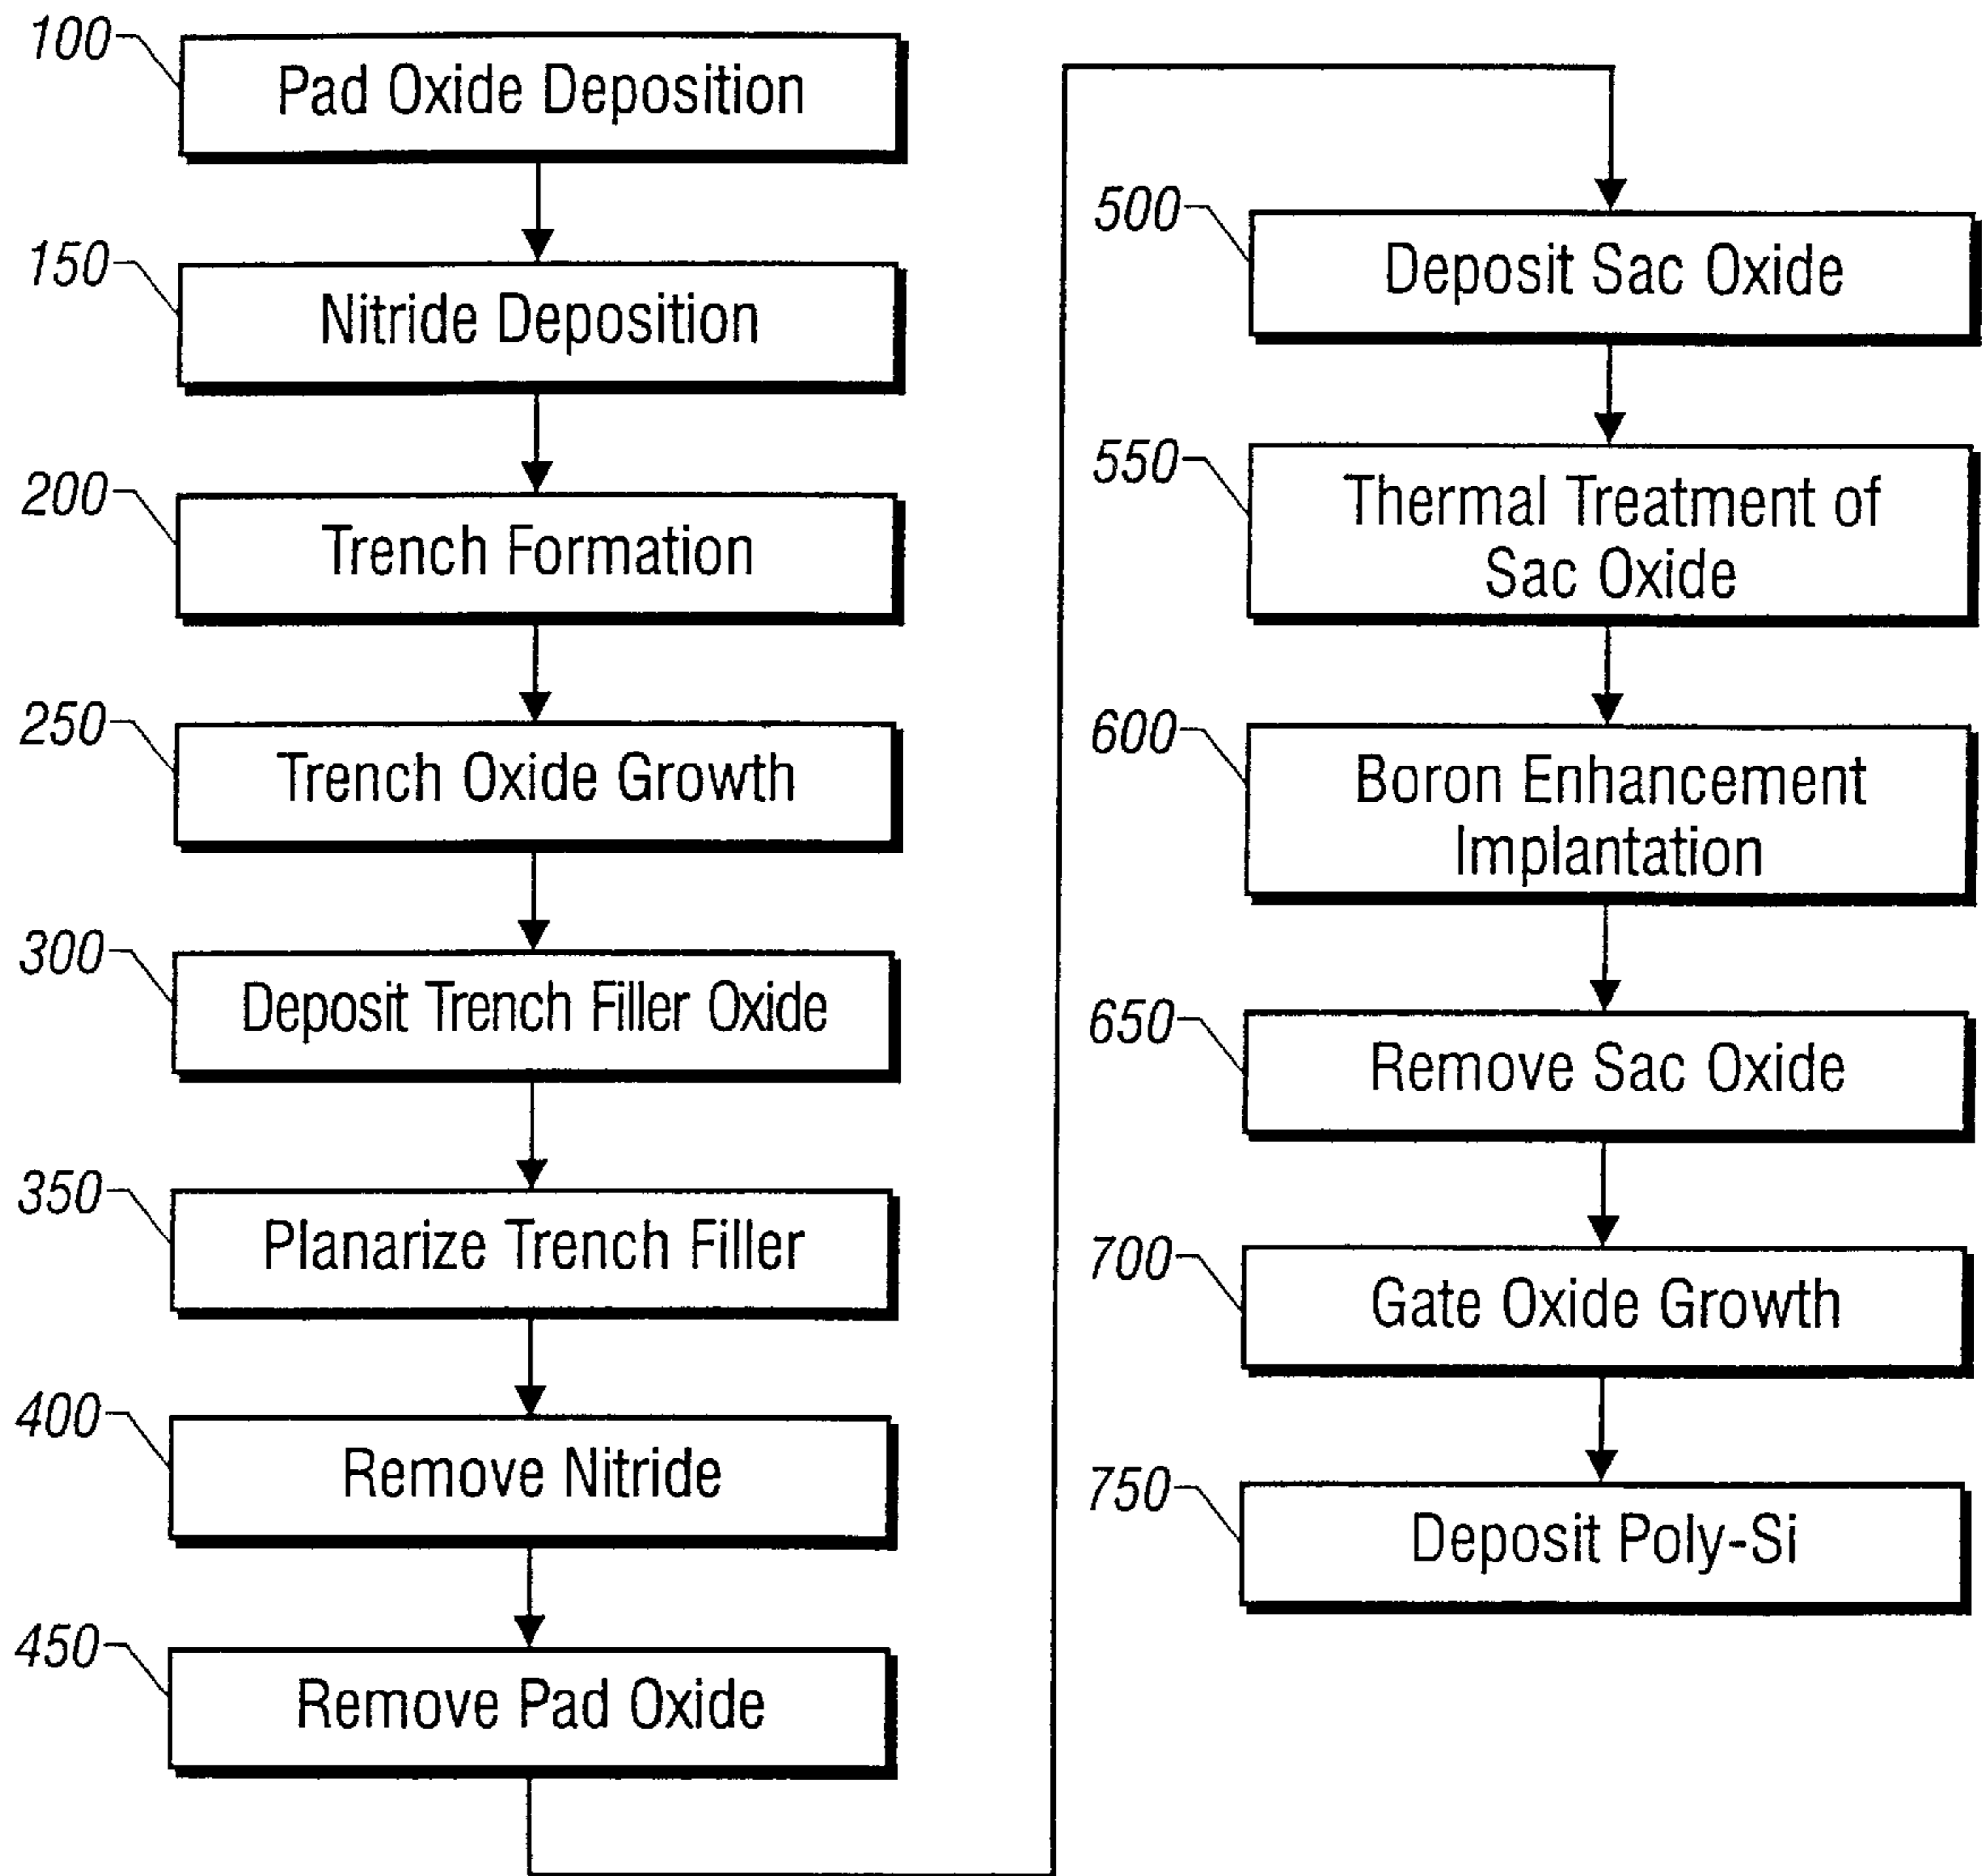 100
Pad Oxide Deposition
150
Nitride Deposition
200
Trench Formation
250
Trench Oxide Growth
300
Deposit Trench Filler Oxide
350
Planarize Trench Filler
400
Remove Nitride
450
Remove Pad Oxide
500
Deposit Sac Oxide
550
Thermal Treatment of
Sac Oxide
600
Boron Enhancement
Implantation
650
Remove Sac Oxide
700
Gate Oxide Growth
750
Deposit Poly-Si